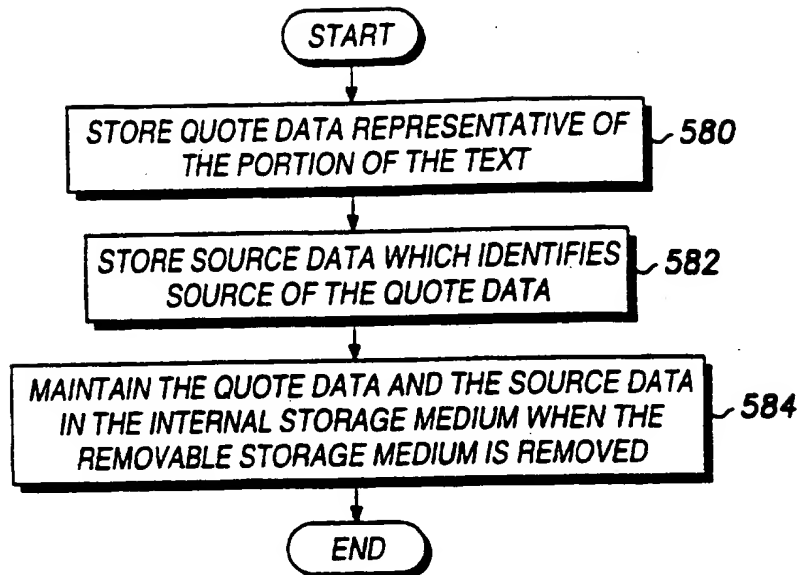 START
STORE QUOTE DATA REPRESENTATIVE OF
THE PORTION OF THE TEXT
580
STORE SOURCE DATA WHICH IDENTIFIES
SOURCE OF THE QUOTE DATA
582
MAINTAIN THE QUOTE DATA AND THE SOURCE DATA
IN THE INTERNAL STORAGE MEDIUM WHEN THE
REMOVABLE STORAGE MEDIUM IS REMOVED
584
END